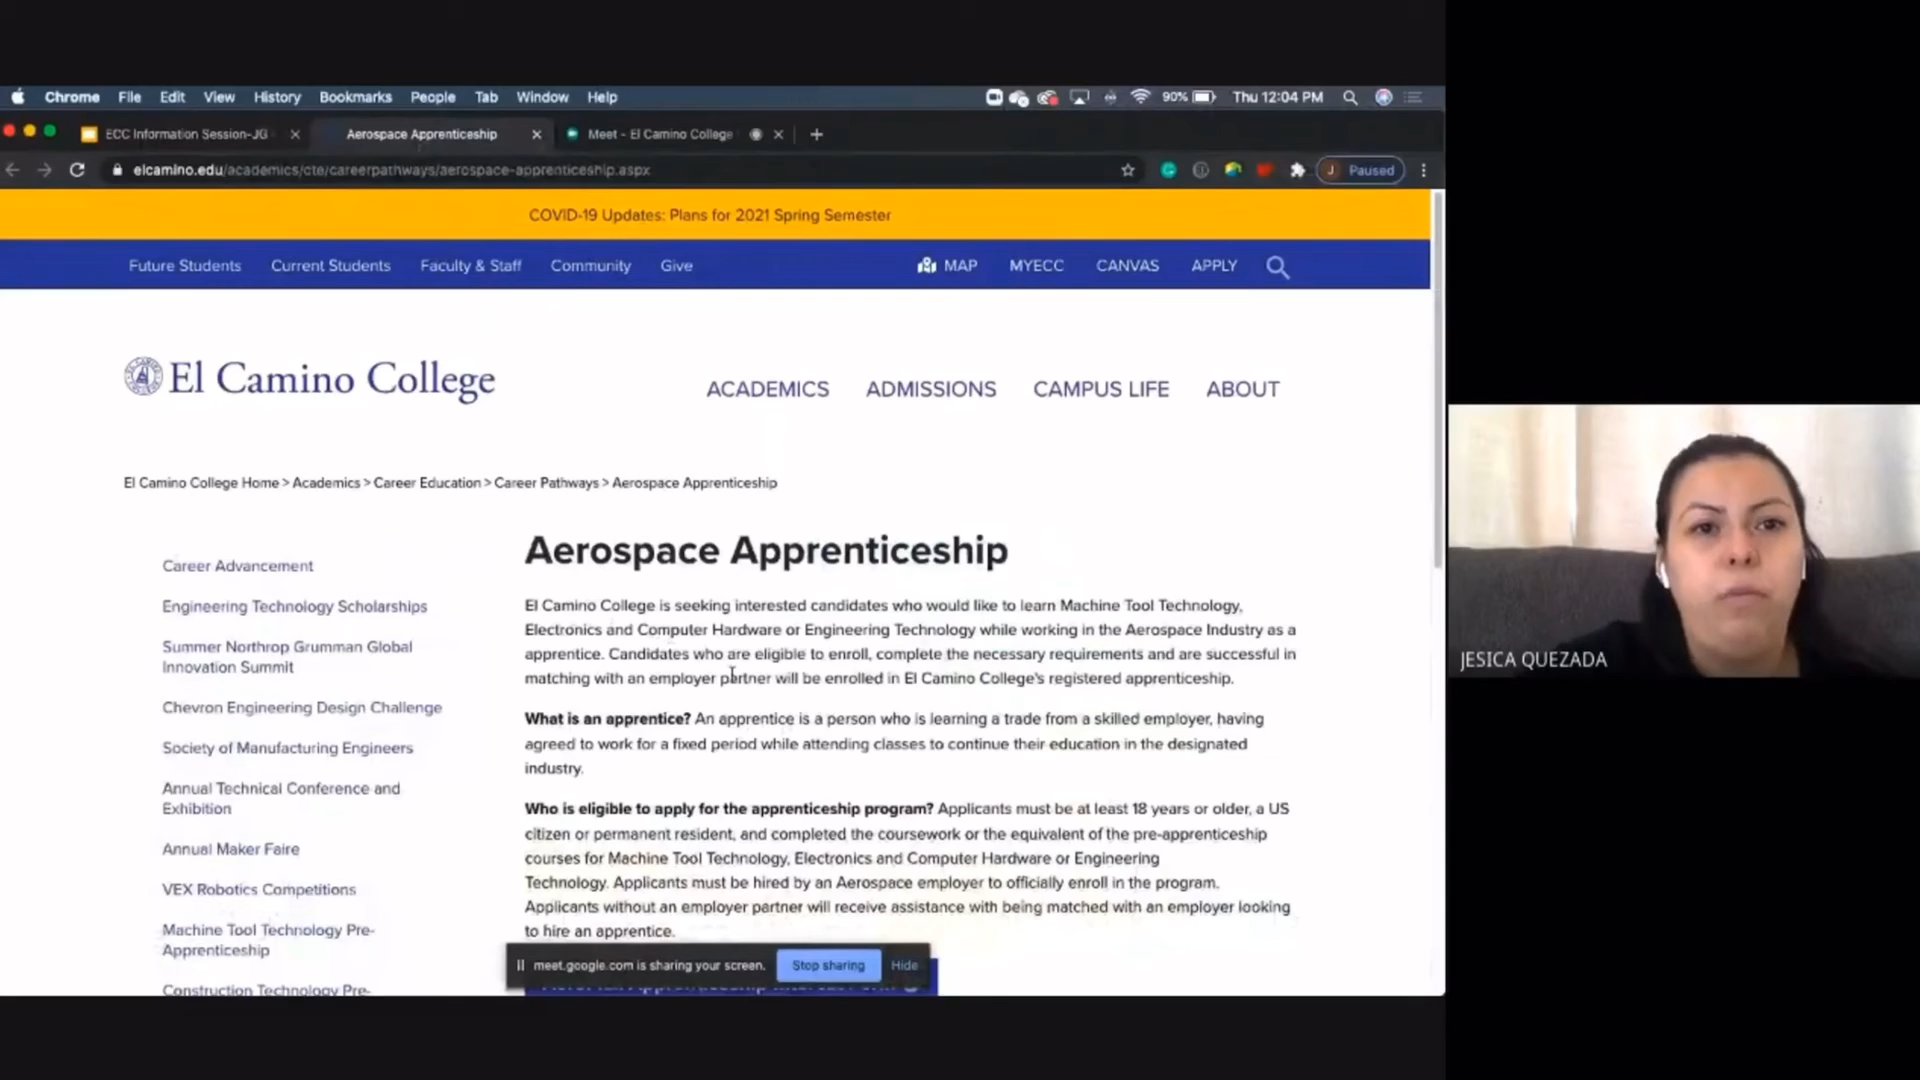 Chrome File Edit View History Bookmarks People Tab Window Help 90% Thu 12:04 PM
ECC Information Session-JG Aerospace Apprenticeship Meet - El Camino College
elcamino.edu/academics/cte/careerpathways/aerospace-apprenticeship.aspx J Paused
COVID-19 Updates: Plans for 2021 Spring Semester
Future Students Current Students Faculty & Staff Community Give MAP MYECC CANVAS APPLY
El Camino College
ACADEMICS ADMISSIONS CAMPUS LIFE ABOUT
El Camino College Home > Academics > Career Education > Career Pathways > Aerospace Apprenticeship
Career Advancement
Engineering Technology Scholarships
Summer Northrop Grumman Global
Innovation Summit
Chevron Engineering Design Challenge
Society of Manufacturing Engineers
Annual Technical Conference and
Exhibition
Annual Maker Faire
VEX Robotics Competitions
Machine Tool Technology Pre-
Apprenticeship
Construction Technology Pre-
Aerospace Apprenticeship
El Camino College is seeking interested candidates who would like to learn Machine Tool Technology,
Electronics and Computer Hardware or Engineering Technology while working in the Aerospace Industry as a
apprentice. Candidates who are eligible to enroll, complete the necessary requirements and are successful in
matching with an employer partner will be enrolled in El Camino College's registered apprenticeship.
What is an apprentice? An apprentice is a person who is learning a trade from a skilled employer, having
agreed to work for a fixed period while attending classes to continue their education in the designated
industry.
Who is eligible to apply for the apprenticeship program? Applicants must be at least 18 years or older, a US
citizen or permanent resident, and completed the coursework or the equivalent of the pre-apprenticeship
courses for Machine Tool Technology, Electronics and Computer Hardware or Engineering
Technology. Applicants must be hired by an Aerospace employer to officially enroll in the program.
Applicants without an employer partner will receive assistance with being matched with an employer looking
to hire an apprentice.
meet.google.com is sharing your screen. Stop sharing Hide
JESICA QUEZADA